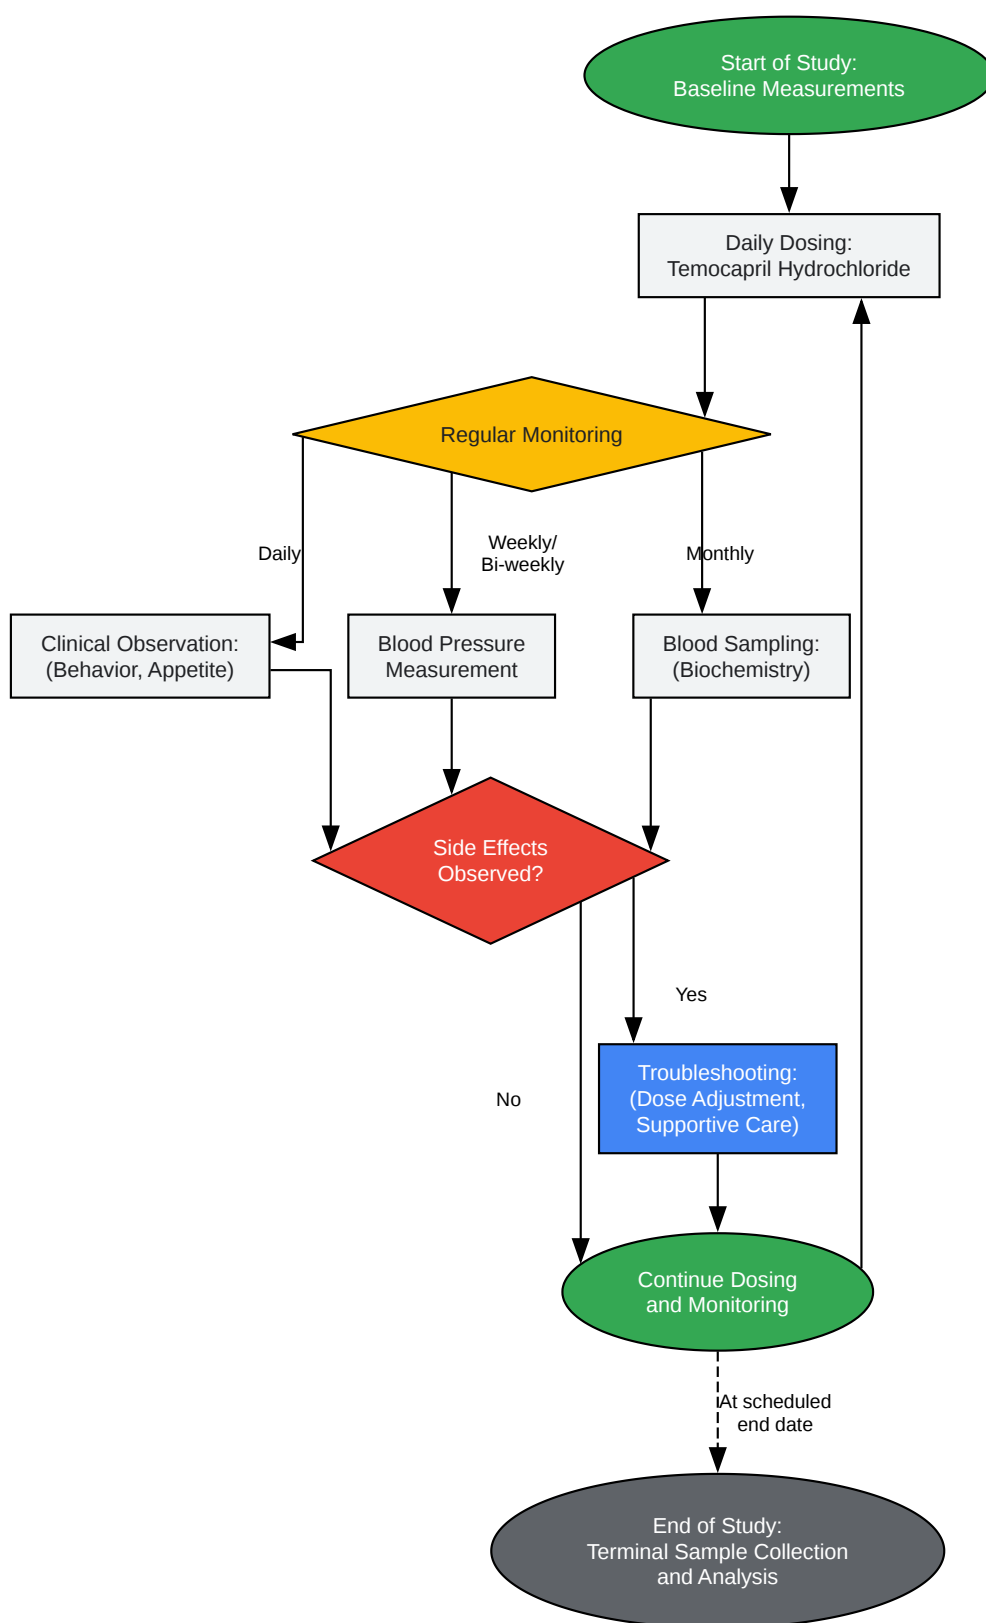 Start of Study:
Baseline Measurements
Daily Dosing:
Temocapril Hydrochloride
Regular Monitoring
Daily
Weekly/
Bi-weekly
Monthly
Clinical Observation:
(Behavior, Appetite)
Blood Pressure
Measurement
Blood Sampling:
(Biochemistry)
Side Effects
Observed?
Yes
No
Troubleshooting:
(Dose Adjustment,
Supportive Care)
Continue Dosing
and Monitoring
At scheduled
end date
End of Study:
Terminal Sample Collection
and Analysis